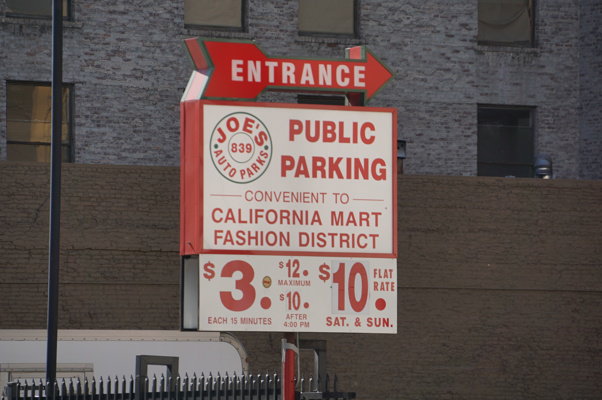 ENTRANCE
JOE'S
839
AUTO PARKS
PUBLIC
PARKING
CONVENIENT TO
CALIFORNIA MART
FASHION DISTRICT
$3.
EACH 15 MINUTES
$12.
MAXIMUM
$10.
AFTER
4:00 PM
$10.
FLAT
RATE
SAT. & SUN.